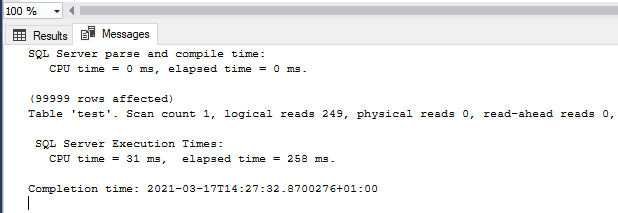 100 %
Results Messages
SQL Server parse and compile time:
CPU time = 0 ms, elapsed time = 0 ms.
(99999 rows affected)
Table 'test'. Scan count 1, logical reads 249, physical reads 0, read-ahead reads 0,
SQL Server Execution Times:
CPU time = 31 ms,  elapsed time = 258 ms.
Completion time: 2021-03-17T14:27:32.8700276+01:00